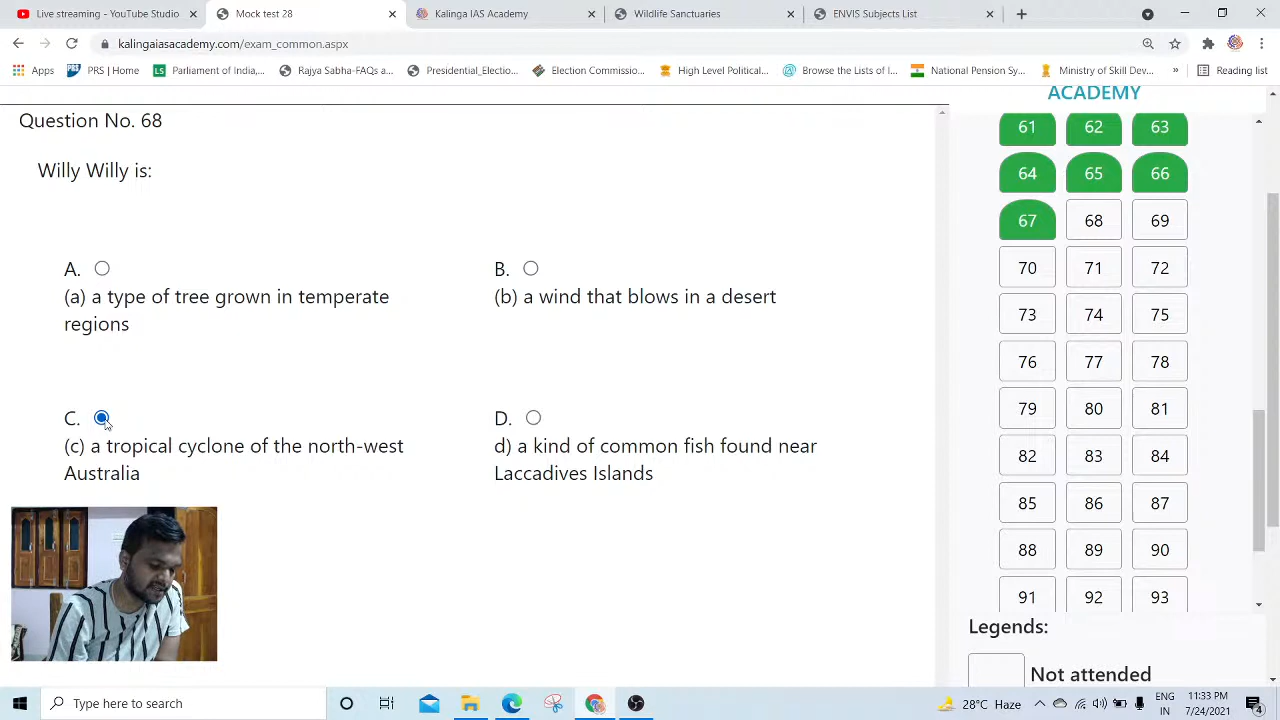 Live streaming - YouTube Studio
Mock test 28
Kalinga IAS Academy
Wildlife Sanctuaries
ENVIS Subjects List
kalingaiasacademy.com/exam_common.aspx
Apps
PRS | Home
Parliament of India,...
Rajya Sabha-FAQs a...
Presidential_Electio...
Election Commissio...
High Level Political...
Browse the Lists of I...
National Pension Sy...
Ministry of Skill Dev...
»
Reading list
Question No. 68
Willy Willy is:
A.
(a) a type of tree grown in temperate
regions
B.
(b) a wind that blows in a desert
C.
(c) a tropical cyclone of the north-west
Australia
D.
d) a kind of common fish found near
Laccadives Islands
ACADEMY
61 62 63
64 65 66
67 68 69
70 71 72
73 74 75
76 77 78
79 80 81
82 83 84
85 86 87
88 89 90
91 92 93
Legends:
Not attended
Type here to search
28°C Haze
ENG
IN
11:33 PM
7/24/2021
4